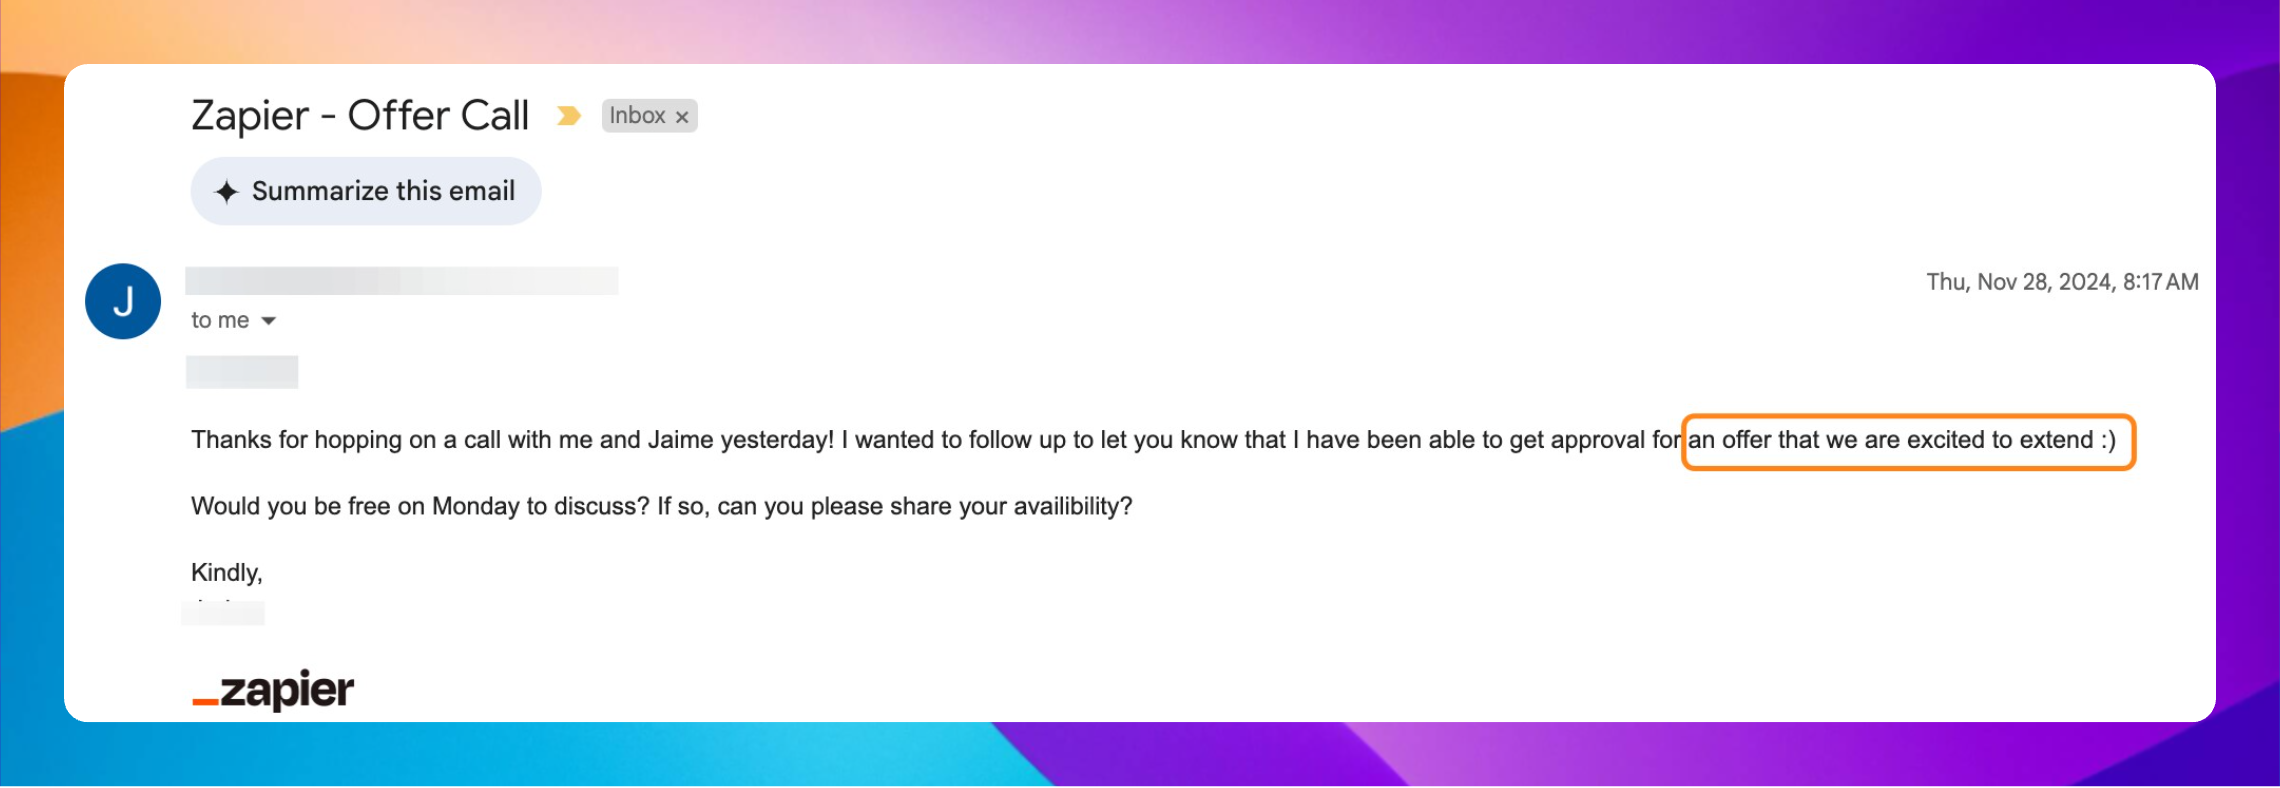 Zapier - Offer Call Inbox ×
Summarize this email
J
Thu, Nov 28, 2024, 8:17 AM
to me
Thanks for hopping on a call with me and Jaime yesterday! I wanted to follow up to let you know that I have been able to get approval for an offer that we are excited to extend :)
Would you be free on Monday to discuss? If so, can you please share your availibility?
Kindly,
_zapier